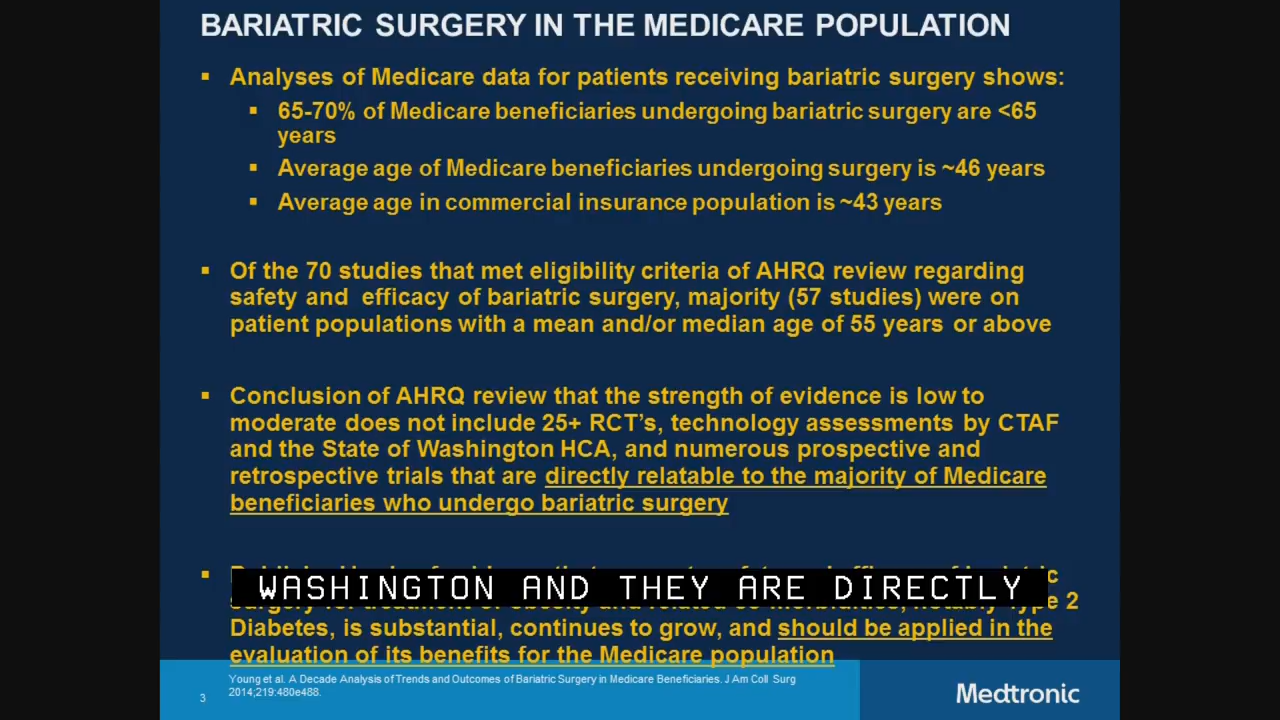 BARIATRIC SURGERY IN THE MEDICARE POPULATION
▪ Analyses of Medicare data for patients receiving bariatric surgery shows:
▪ 65-70% of Medicare beneficiaries undergoing bariatric surgery are <65
years
▪ Average age of Medicare beneficiaries undergoing surgery is ~46 years
▪ Average age in commercial insurance population is ~43 years
▪ Of the 70 studies that met eligibility criteria of AHRQ review regarding
safety and efficacy of bariatric surgery, majority (57 studies) were on
patient populations with a mean and/or median age of 55 years or above
▪ Conclusion of AHRQ review that the strength of evidence is low to
moderate does not include 25+ RCT's, technology assessments by CTAF
and the State of Washington HCA, and numerous prospective and
retrospective trials that are directly relatable to the majority of Medicare
beneficiaries who undergo bariatric surgery
WASHINGTON AND THEY ARE DIRECTLY
2
Diabetes, is substantial, continues to grow, and should be applied in the
evaluation of its benefits for the Medicare population
Young et al. A Decade Analysis of Trends and Outcomes of Bariatric Surgery in Medicare Beneficiaries. J Am Coll Surg
2014;219:480e488.
3
Medtronic